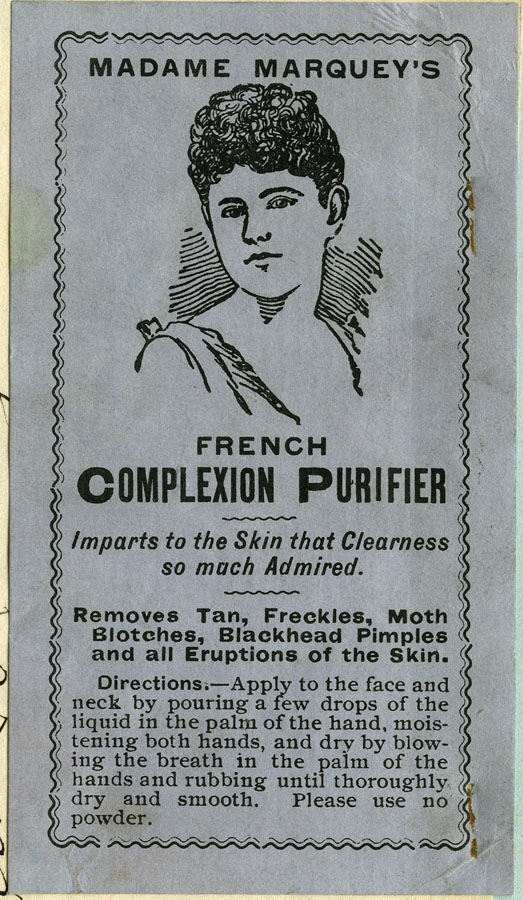 MADAME MARQUEY'S
FRENCH
COMPLEXION PURIFIER
Imparts to the Skin that Clearness
so much Admired.
Removes Tan, Freckles, Moth
Blotches, Blackhead Pimples
and all Eruptions of the Skin.
Directions.—Apply to the face and
neck by pouring a few drops of the
liquid in the palm of the hand, mois-
tening both hands, and dry by blow-
ing the breath in the palm of the
hands and rubbing until thoroughly
dry and smooth. Please use no
powder.